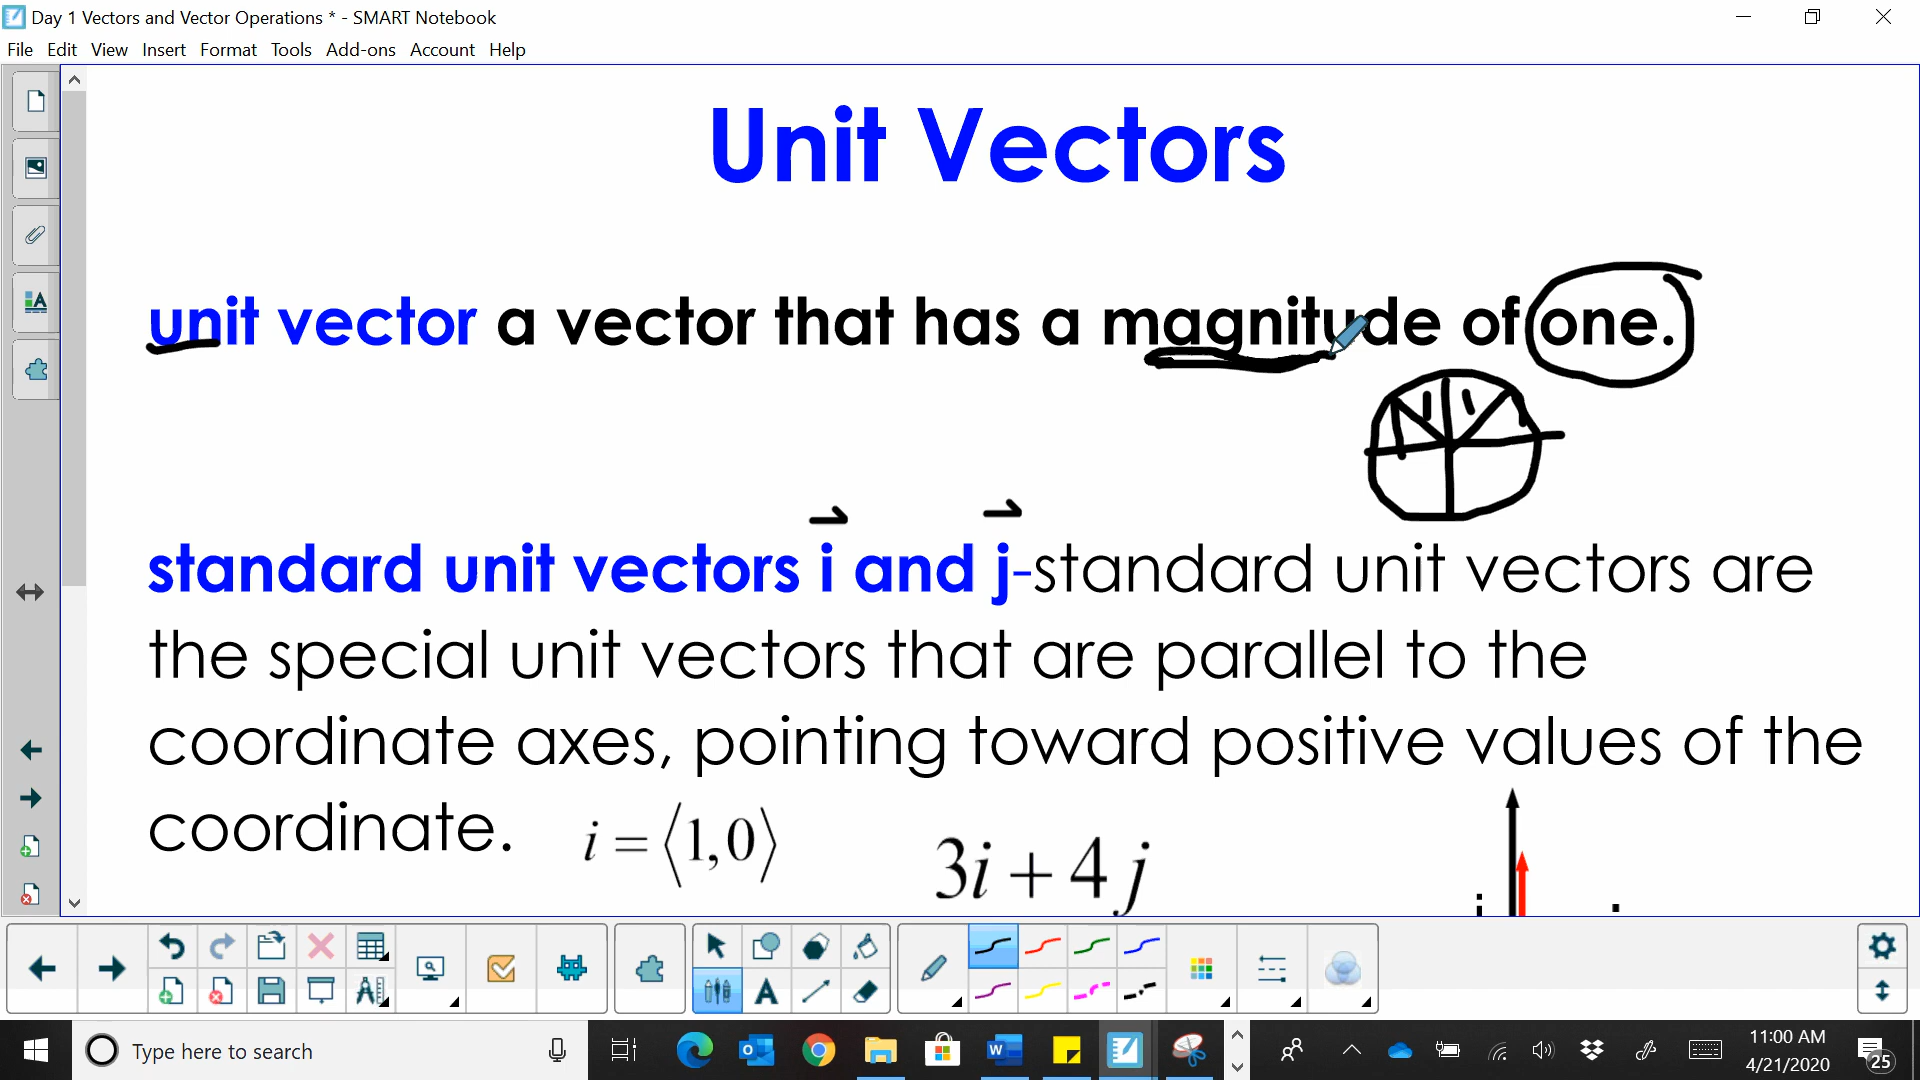 Day 1 Vectors and Vector Operations * - SMART Notebook
File Edit View Insert Format Tools Add-ons Account Help
Unit Vectors
unit vector a vector that has a magnitude of one.
standard unit vectors i and j-standard unit vectors are
the special unit vectors that are parallel to the
coordinate axes, pointing toward positive values of the
coordinate. i = ⟨1,0⟩ 3i + 4j
Type here to search
11:00 AM
4/21/2020
25